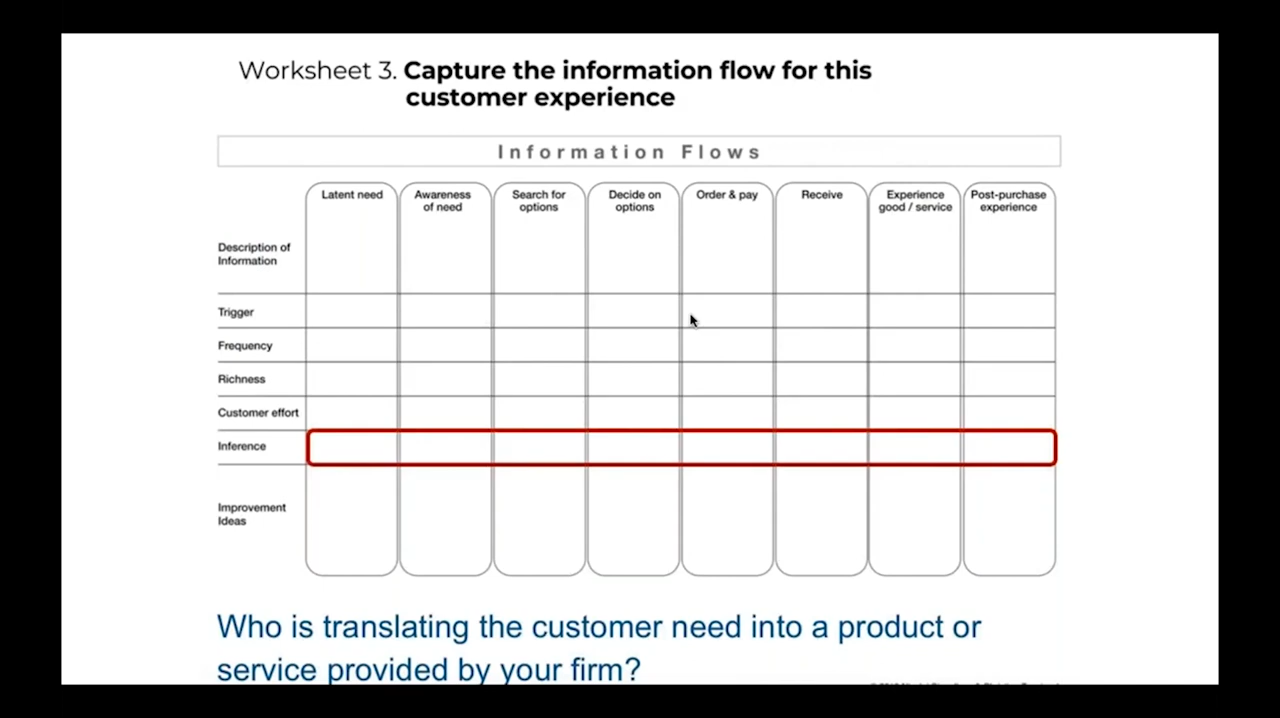 Worksheet 3. Capture the information flow for this
customer experience
Information Flows
Latent need
Awareness
of need
Search for
options
Decide on
options
Order & pay
Receive
Experience
good / service
Post-purchase
experience
Description of
Information
Trigger
Frequency
Richness
Customer effort
Inference
Improvement
Ideas
Who is translating the customer need into a product or
service provided by your firm?